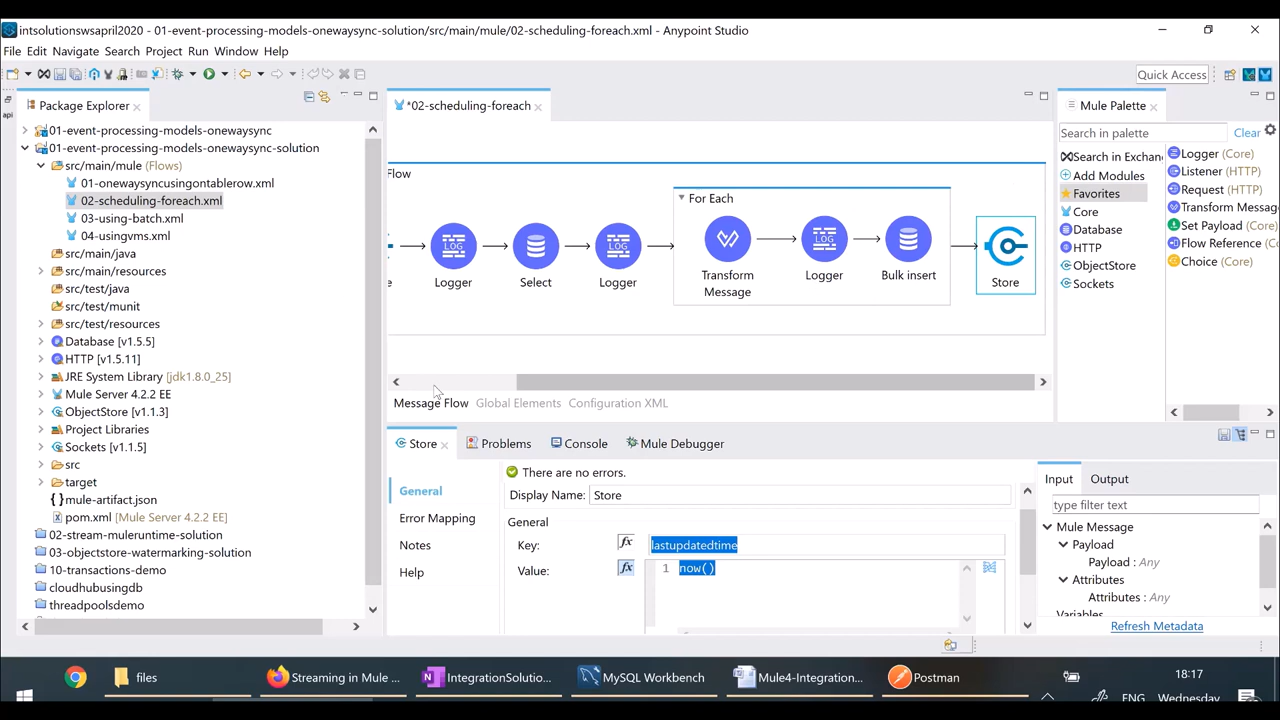 intsolutionswsapril2020 - 01-event-processing-models-onewaysync-solution/src/main/mule/02-scheduling-foreach.xml - Anypoint Studio
File Edit Navigate Search Project Run Window Help
Quick Access
api
Package Explorer
01-event-processing-models-onewaysync
01-event-processing-models-onewaysync-solution
src/main/mule (Flows)
01-onewaysyncusingontablerow.xml
02-scheduling-foreach.xml
03-using-batch.xml
04-usingvms.xml
src/main/java
src/main/resources
src/test/java
src/test/munit
src/test/resources
Database [v1.5.5]
HTTP [v1.5.11]
JRE System Library [jdk1.8.0_25]
Mule Server 4.2.2 EE
ObjectStore [v1.1.3]
Project Libraries
Sockets [v1.1.5]
src
target
mule-artifact.json
pom.xml [Mule Server 4.2.2 EE]
02-stream-muleruntime-solution
03-objectstore-watermarking-solution
10-transactions-demo
cloudhubusingdb
threadpoolsdemo
*02-scheduling-foreach
Flow
For Each
LOG
LOG
LOG
e
Logger
Select
Logger
Transform
Message
Logger
Bulk insert
Store
Message Flow Global Elements Configuration XML
Mule Palette
Search in palette
Clear
Search in Exchan
Add Modules
Favorites
Core
Database
HTTP
ObjectStore
Sockets
Logger (Core)
Listener (HTTP)
Request (HTTP)
Transform Messag
Set Payload (Core)
Flow Reference (Co
Choice (Core)
Store Problems Console Mule Debugger
There are no errors.
General
Error Mapping
Notes
Help
Display Name: Store
General
Key: fx lastupdatedtime
Value: fx 1 now()
Input Output
type filter text
Mule Message
Payload
Payload : Any
Attributes
Attributes : Any
Variables
Refresh Metadata
files
Streaming in Mule ...
IntegrationSolutio...
MySQL Workbench
Mule4-Integration...
Postman
18:17
ENG Wednesday